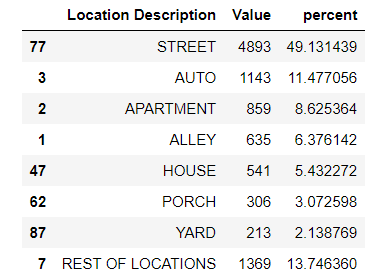 Location Description Value percent
77 STREET 4893 49.131439
3 AUTO 1143 11.477056
2 APARTMENT 859 8.625364
1 ALLEY 635 6.376142
47 HOUSE 541 5.432272
62 PORCH 306 3.072598
87 YARD 213 2.138769
7 REST OF LOCATIONS 1369 13.746360